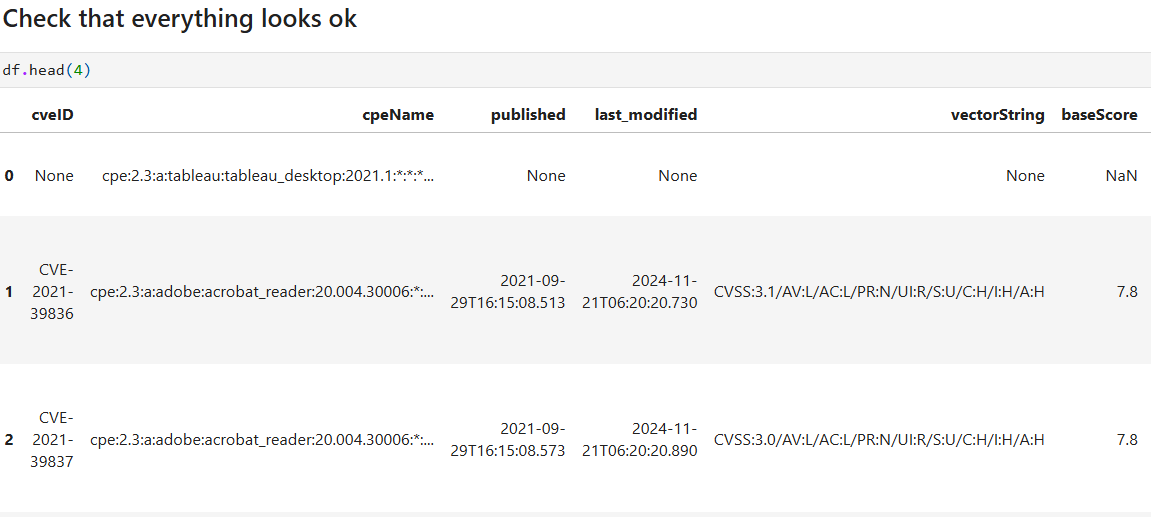 Check that everything looks ok
df.head(4)
cveID cpeName published last_modified vectorString baseScore
0 None cpe:2.3:a:tableau:tableau_desktop:2021.1:*:*:*... None None None NaN
1 CVE-2021-39836 cpe:2.3:a:adobe:acrobat_reader:20.004.30006:*:... 2021-09-29T16:15:08.513 2024-11-21T06:20:20.730 CVSS:3.1/AV:L/AC:L/PR:N/UI:R/S:U/C:H/I:H/A:H 7.8
2 CVE-2021-39837 cpe:2.3:a:adobe:acrobat_reader:20.004.30006:*:... 2021-09-29T16:15:08.573 2024-11-21T06:20:20.890 CVSS:3.0/AV:L/AC:L/PR:N/UI:R/S:U/C:H/I:H/A:H 7.8